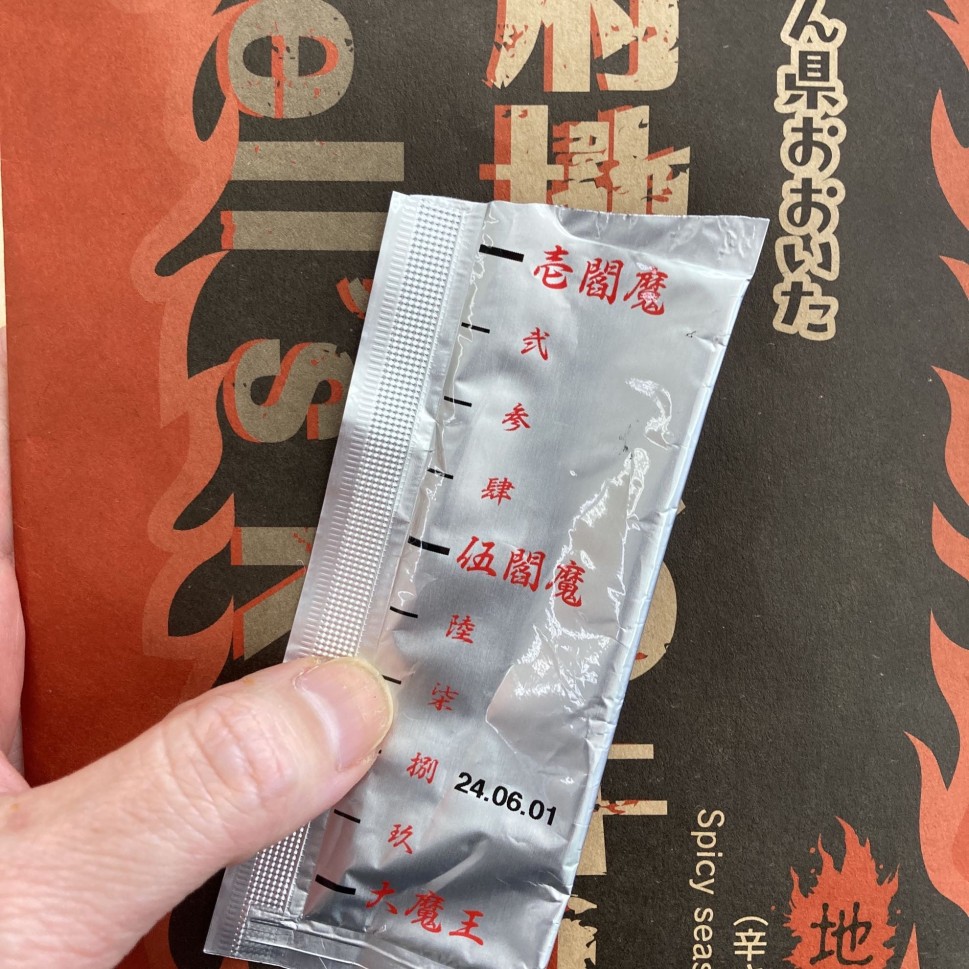 壱閻魔
弐
参
肆
伍閻魔
陸
柒
捌
24.06.01
玖
大魔王
ん県おおいた
地
Spicy seas
(辛